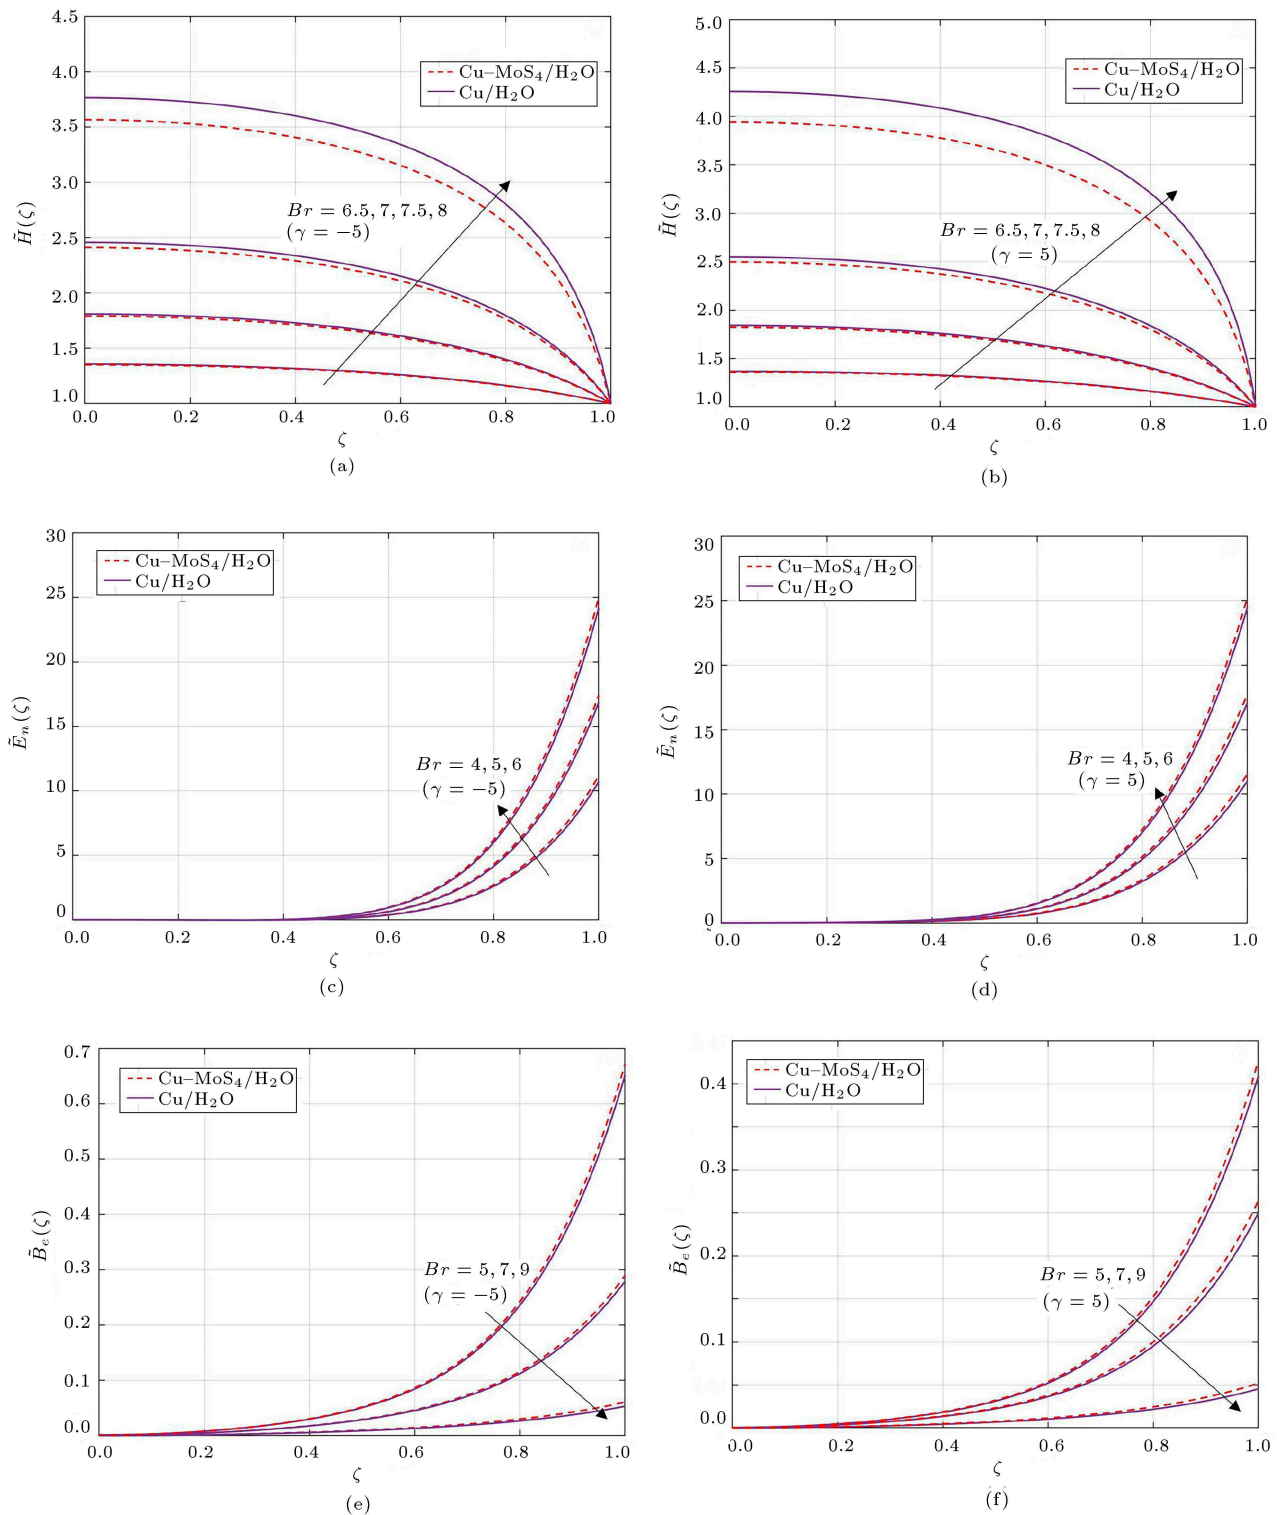 4.5
4.0
3.5
3.0
2.5
2.0
1.5
1.0
H̃(ζ)
Cu–MoS₄/H₂O
Cu/H₂O
Br = 6.5, 7, 7.5, 8
(γ = −5)
0.0 0.2 0.4 0.6 0.8 1.0
ζ
(a)
5.0
4.5
4.0
3.5
3.0
2.5
2.0
1.5
1.0
H̃(ζ)
Cu–MoS₄/H₂O
Cu/H₂O
Br = 6.5, 7, 7.5, 8
(γ = 5)
0.0 0.2 0.4 0.6 0.8 1.0
ζ
(b)
30
25
20
15
10
5
0
Ẽₙ(ζ)
Cu–MoS₄/H₂O
Cu/H₂O
Br = 4, 5, 6
(γ = −5)
0.0 0.2 0.4 0.6 0.8 1.0
ζ
(c)
30
25
20
15
10
5
0
Ẽₙ(ζ)
Cu–MoS₄/H₂O
Cu/H₂O
Br = 4, 5, 6
(γ = 5)
0.0 0.2 0.4 0.6 0.8 1.0
ζ
(d)
0.7
0.6
0.5
0.4
0.3
0.2
0.1
0.0
B̃ₑ(ζ)
Cu–MoS₄/H₂O
Cu/H₂O
Br = 5, 7, 9
(γ = −5)
0.0 0.2 0.4 0.6 0.8 1.0
ζ
(e)
0.4
0.3
0.2
0.1
0.0
B̃ₑ(ζ)
Cu–MoS₄/H₂O
Cu/H₂O
Br = 5, 7, 9
(γ = 5)
0.0 0.2 0.4 0.6 0.8 1.0
ζ
(f)